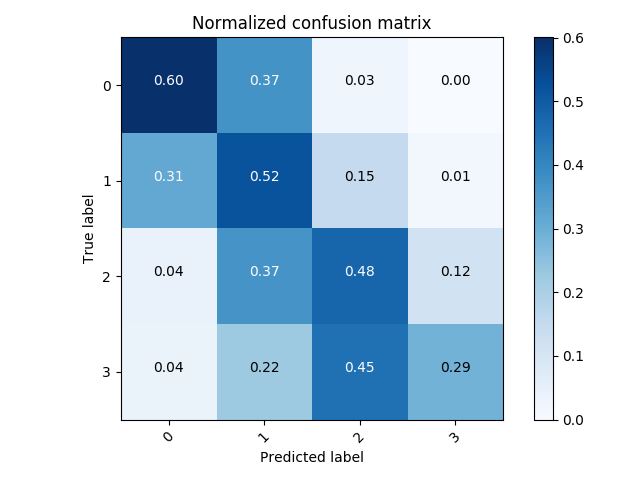 Normalized confusion matrix
0 0.60 0.37 0.03 0.00
1 0.31 0.52 0.15 0.01
2 0.04 0.37 0.48 0.12
3 0.04 0.22 0.45 0.29
0 1 2 3
True label
Predicted label
0.6
0.5
0.4
0.3
0.2
0.1
0.0